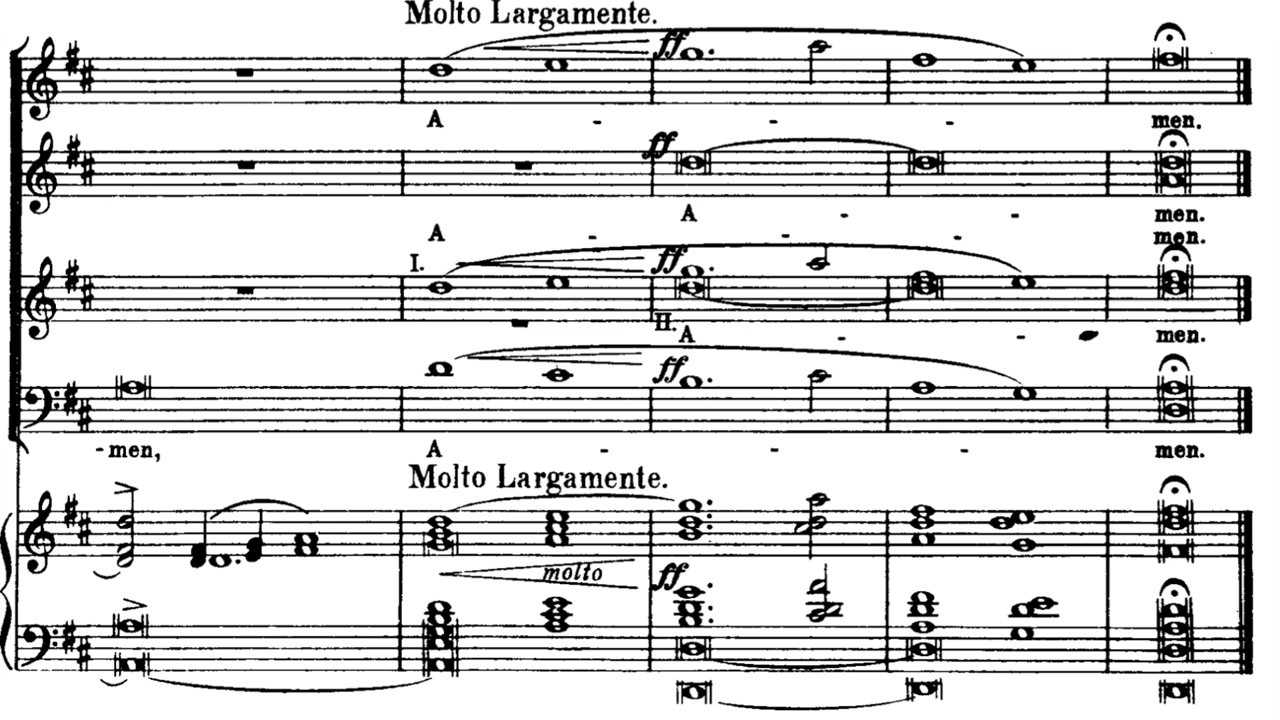 Molto Largamente.
ff
A - - - men.
ff
A - - men.
A - - - men.
I. ff
II.
A - - men.
ff
- men, A - - - men.
Molto Largamente.
molto ff